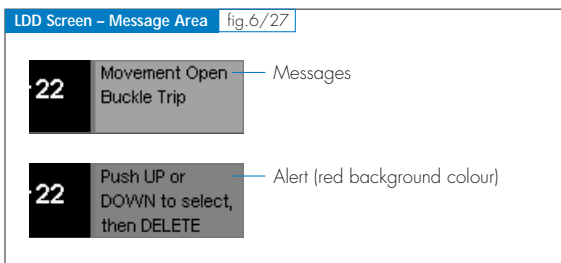 LDD Screen – Message Area fig.6/27
·22 Movement Open Messages
Buckle Trip
·22 Push UP or Alert (red background colour)
DOWN to select,
then DELETE